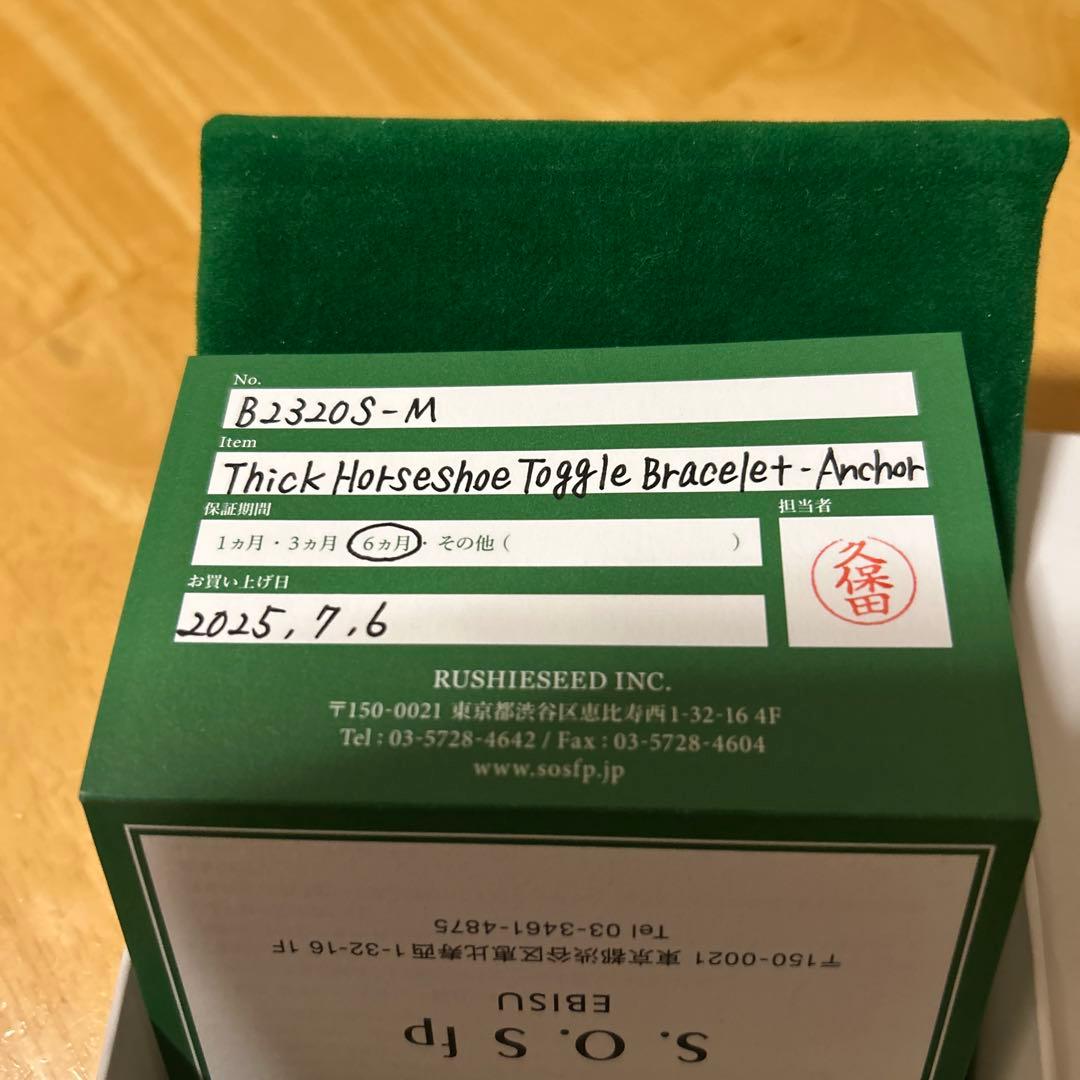 No.
B2320S-M
Item
Thick Horseshoe Toggle Bracelet-Anchor
保証期間
1ヵ月・3ヵ月・6ヵ月・その他（　　　）
担当者
久保田
お買い上げ日
2025.7.6
RUSHIESEED INC.
〒150-0021 東京都渋谷区恵比寿西1-32-16 4F
Tel : 03-5728-4642 / Fax : 03-5728-4604
www.sosfp.jp
S.O.S fp
EBISU
〒150-0021 東京都渋谷区恵比寿西1-32-16 1F
Tel 03-3461-4875